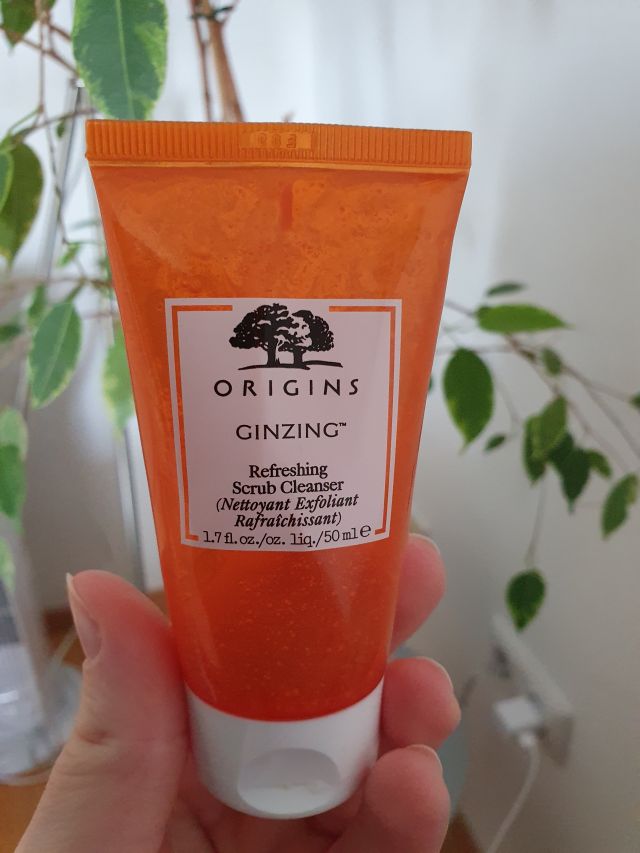 ORIGINS
GINZING™
Refreshing
Scrub Cleanser
(Nettoyant Exfoliant
Rafraîchissant)
1.7 fl.oz./oz. liq./50 ml ℮